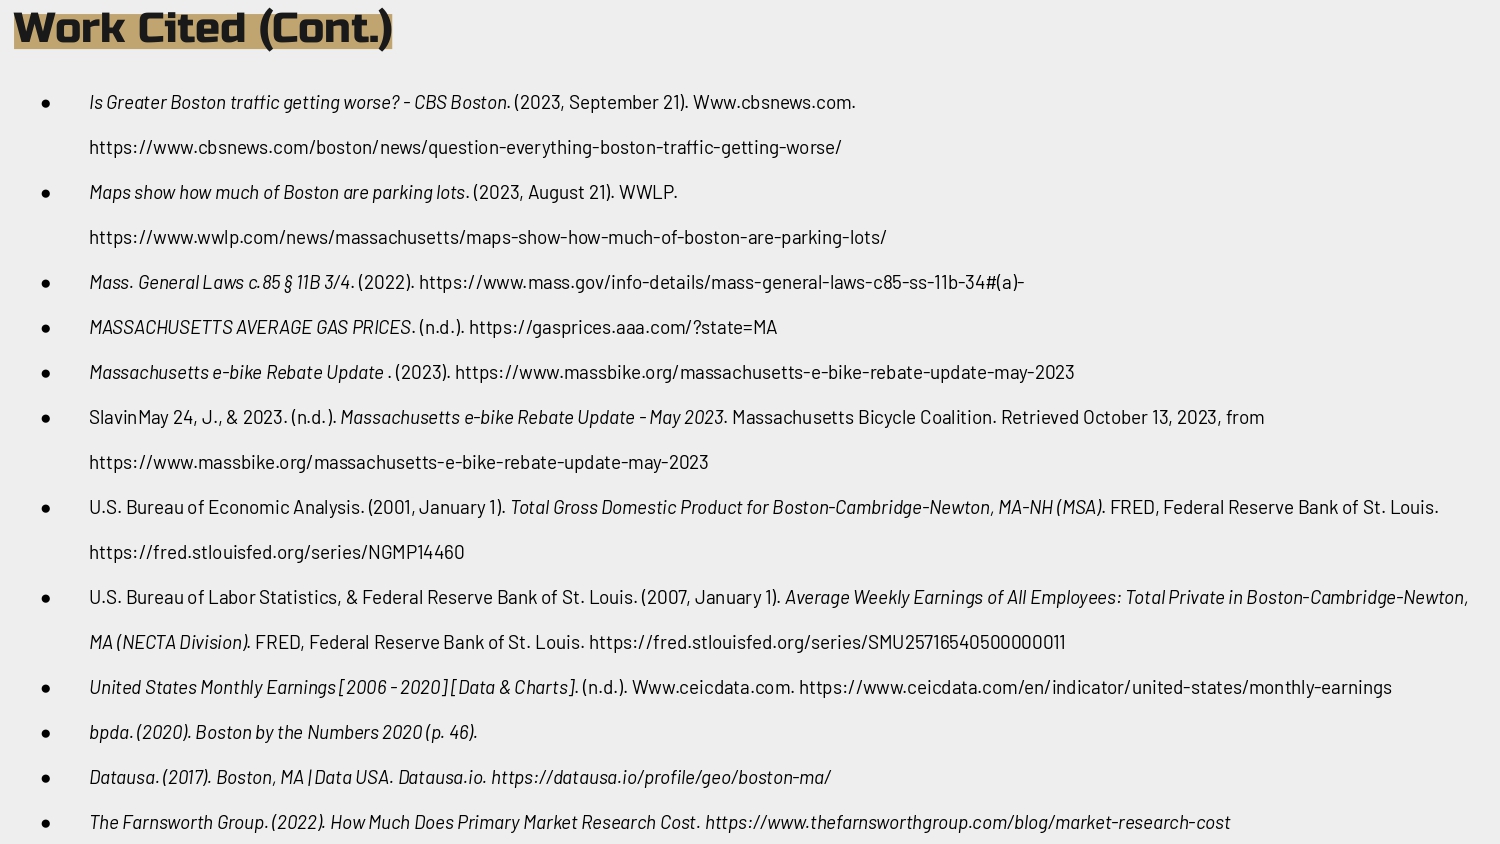 Work Cited (Cont.)
● Is Greater Boston traffic getting worse? - CBS Boston. (2023, September 21). Www.cbsnews.com.
https://www.cbsnews.com/boston/news/question-everything-boston-traffic-getting-worse/
● Maps show how much of Boston are parking lots. (2023, August 21). WWLP.
https://www.wwlp.com/news/massachusetts/maps-show-how-much-of-boston-are-parking-lots/
● Mass. General Laws c.85 § 11B 3/4. (2022). https://www.mass.gov/info-details/mass-general-laws-c85-ss-11b-34#(a)-
● MASSACHUSETTS AVERAGE GAS PRICES. (n.d.). https://gasprices.aaa.com/?state=MA
● Massachusetts e-bike Rebate Update . (2023). https://www.massbike.org/massachusetts-e-bike-rebate-update-may-2023
● SlavinMay 24, J., & 2023. (n.d.). Massachusetts e-bike Rebate Update - May 2023. Massachusetts Bicycle Coalition. Retrieved October 13, 2023, from
https://www.massbike.org/massachusetts-e-bike-rebate-update-may-2023
● U.S. Bureau of Economic Analysis. (2001, January 1). Total Gross Domestic Product for Boston-Cambridge-Newton, MA-NH (MSA). FRED, Federal Reserve Bank of St. Louis.
https://fred.stlouisfed.org/series/NGMP14460
● U.S. Bureau of Labor Statistics, & Federal Reserve Bank of St. Louis. (2007, January 1). Average Weekly Earnings of All Employees: Total Private in Boston-Cambridge-Newton,
MA (NECTA Division). FRED, Federal Reserve Bank of St. Louis. https://fred.stlouisfed.org/series/SMU25716540500000011
● United States Monthly Earnings [2006 - 2020] [Data & Charts]. (n.d.). Www.ceicdata.com. https://www.ceicdata.com/en/indicator/united-states/monthly-earnings
● bpda. (2020). Boston by the Numbers 2020 (p. 46).
● Datausa. (2017). Boston, MA | Data USA. Datausa.io. https://datausa.io/profile/geo/boston-ma/
● The Farnsworth Group. (2022). How Much Does Primary Market Research Cost. https://www.thefarnsworthgroup.com/blog/market-research-cost